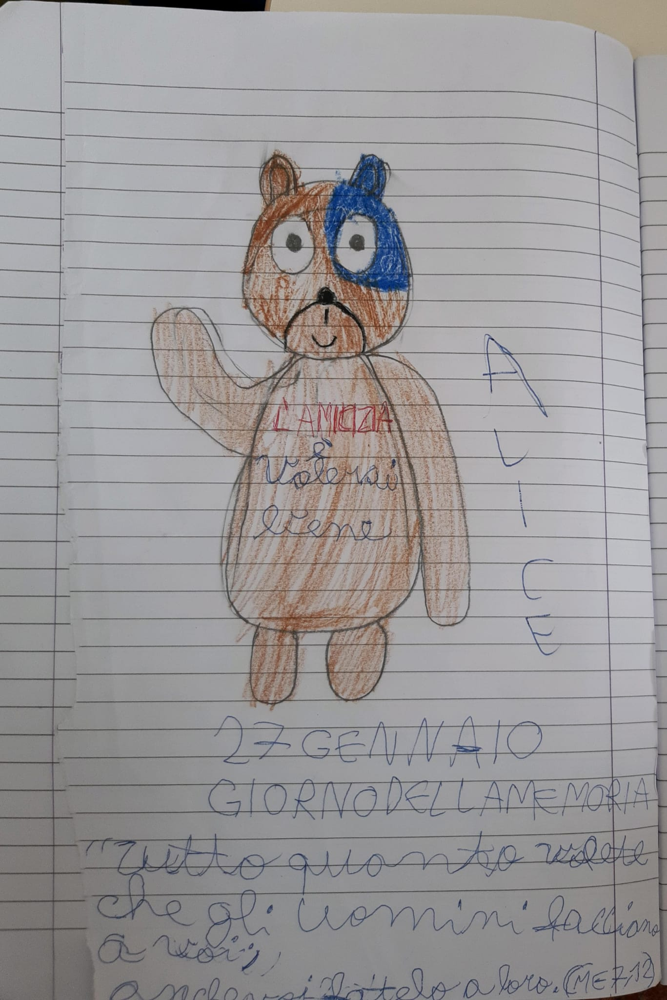 L'AMICIZIA
è
volersi
bene
ALICE
27 GENNAIO
GIORNO DELLA MEMORIA
"Tutto quanto volete
che gli uomini facciano
a voi,
anche voi fatelo a loro. (ME 7,12)